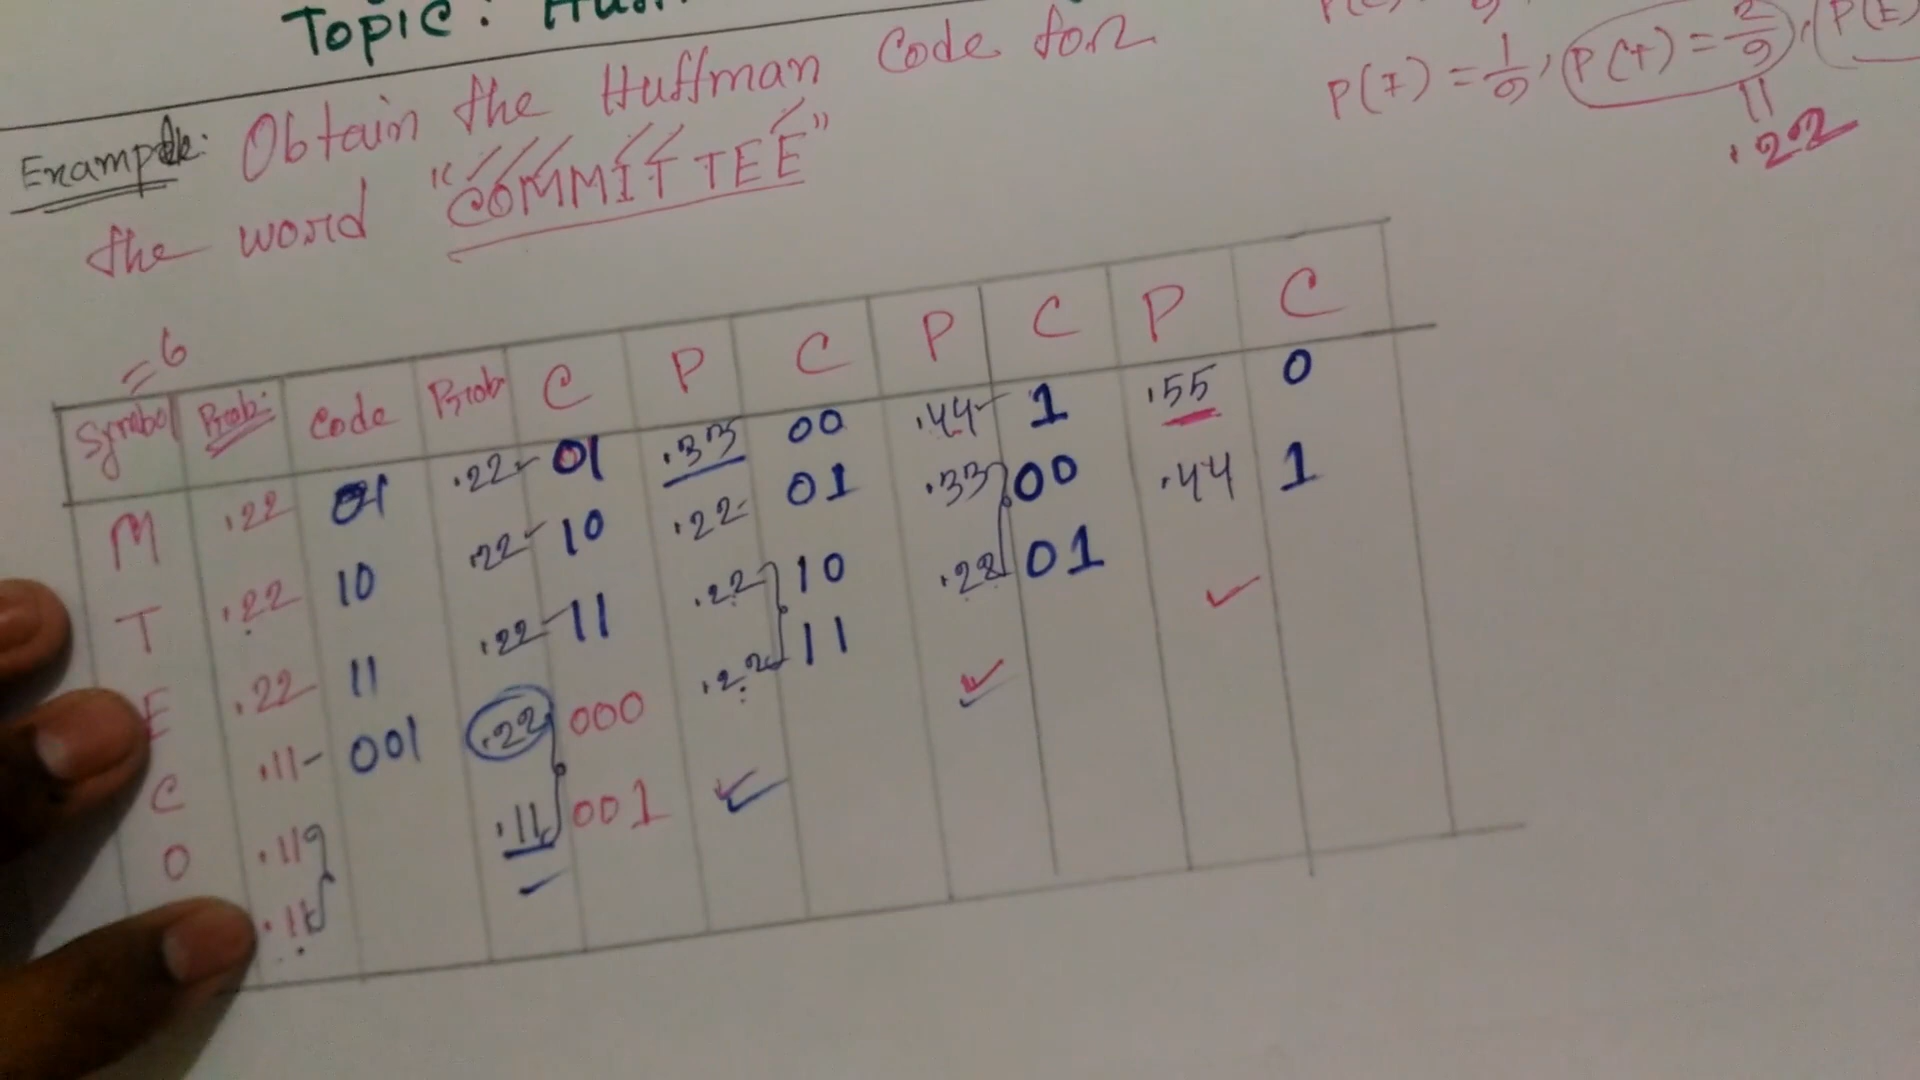 Topic:
P(I) = 1/9, P(T) = 2/9, P(E)
||
.22
Example: Obtain the Huffman Code for
the word "COMMITTEE"
=6
Symbol Prob: Code Prob C P C P C P C
M .22 01 .22 01 .33 00 .44 1 .55 0
T .22 10 .22 10 .22 01 .33 00 .44 1
E .22 11 .22 11 .22 10 .22 01
C .11 001 .22 000 .22 11
O .11 .11 001
.11